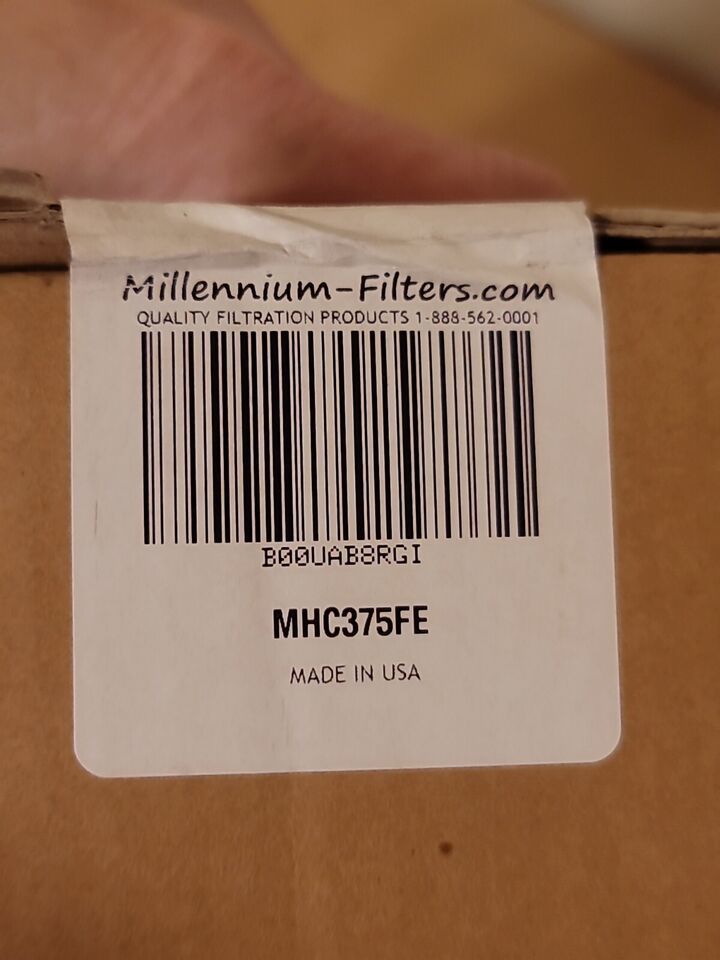 Millennium-Filters.com
QUALITY FILTRATION PRODUCTS 1-888-562-0001
B00UAB8RGI
MHC375FE
MADE IN USA